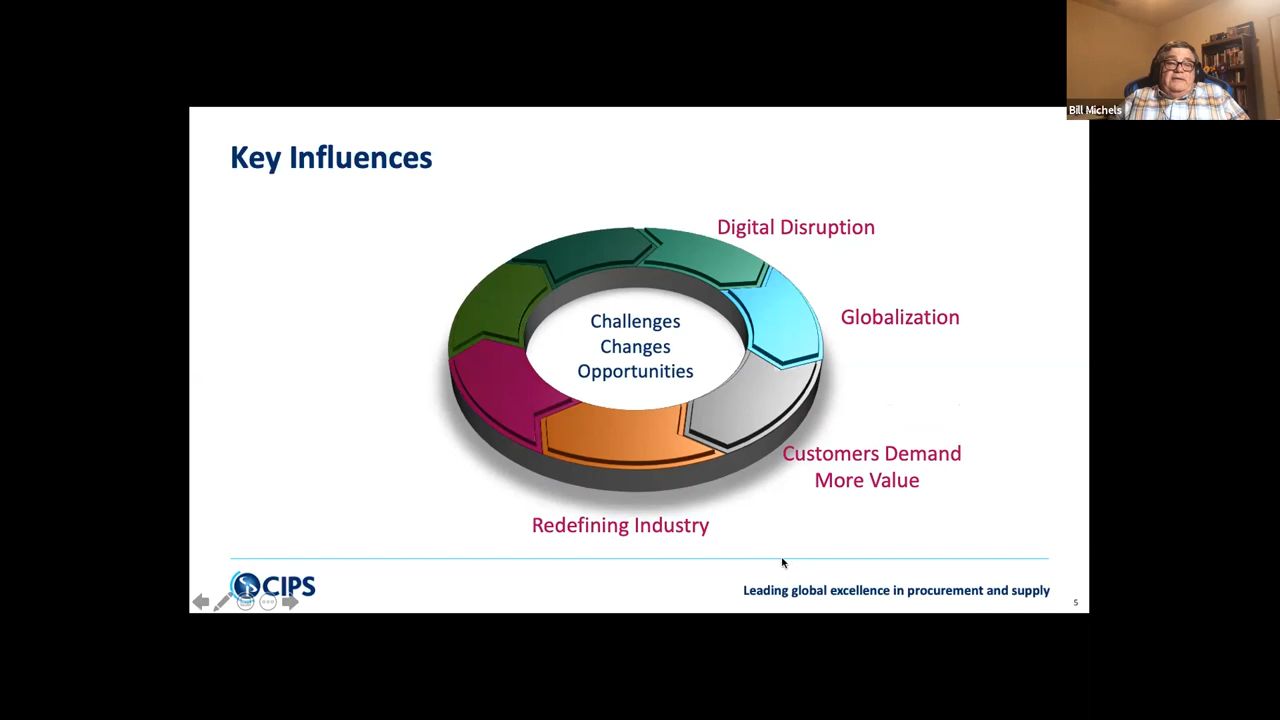 Bill Michels
Key Influences
Digital Disruption
Globalization
Challenges
Changes
Opportunities
Customers Demand
More Value
Redefining Industry
CIPS
Leading global excellence in procurement and supply
5